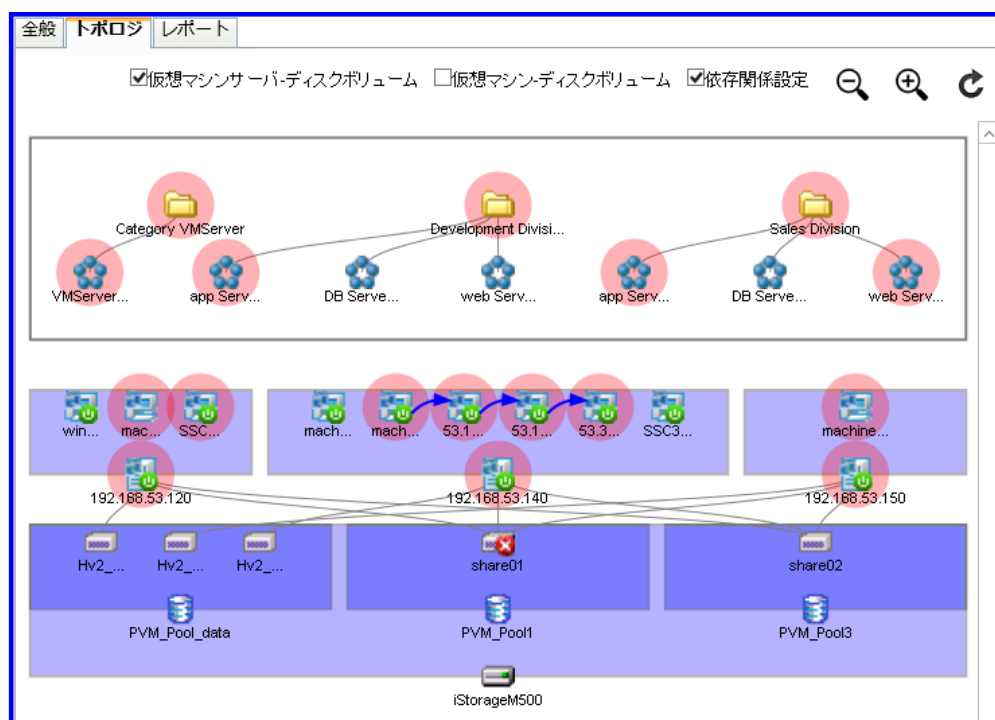 全般 トポロジ レポート
仮想マシンサーバ-ディスクボリューム 仮想マシン-ディスクボリューム 依存関係設定
Category VMServer Development Divisi... Sales Division
VMServer... app Serv... DB Serve... web Serv... app Serv... DB Serve... web Serv...
win... mac... SSC... mach... mach... 53.1... 53.1... 53.3... SSC3... machine...
192.168.53.120 192.168.53.140 192.168.53.150
Hv2_... Hv2_... Hv2_... share01 share02
PVM_Pool_data PVM_Pool1 PVM_Pool3
iStorageM500